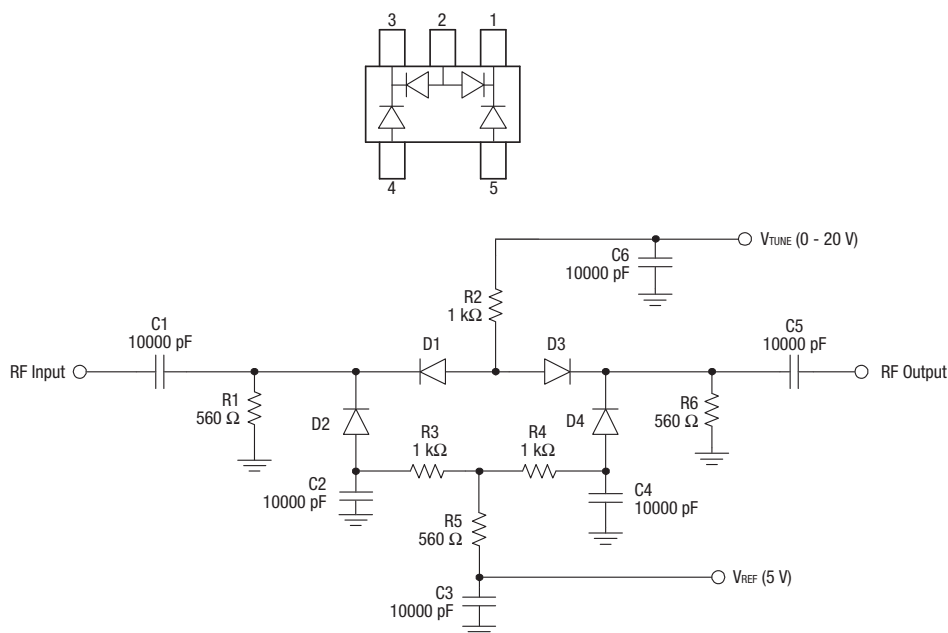 3 2 1
4 5
VTUNE (0 - 20 V)
C6
10000 pF
R2
1 kΩ
C1
10000 pF
D1
D3
C5
10000 pF
RF Input
RF Output
R1
560 Ω
D2
R3
1 kΩ
R4
1 kΩ
D4
R6
560 Ω
C2
10000 pF
C4
10000 pF
R5
560 Ω
VREF (5 V)
C3
10000 pF